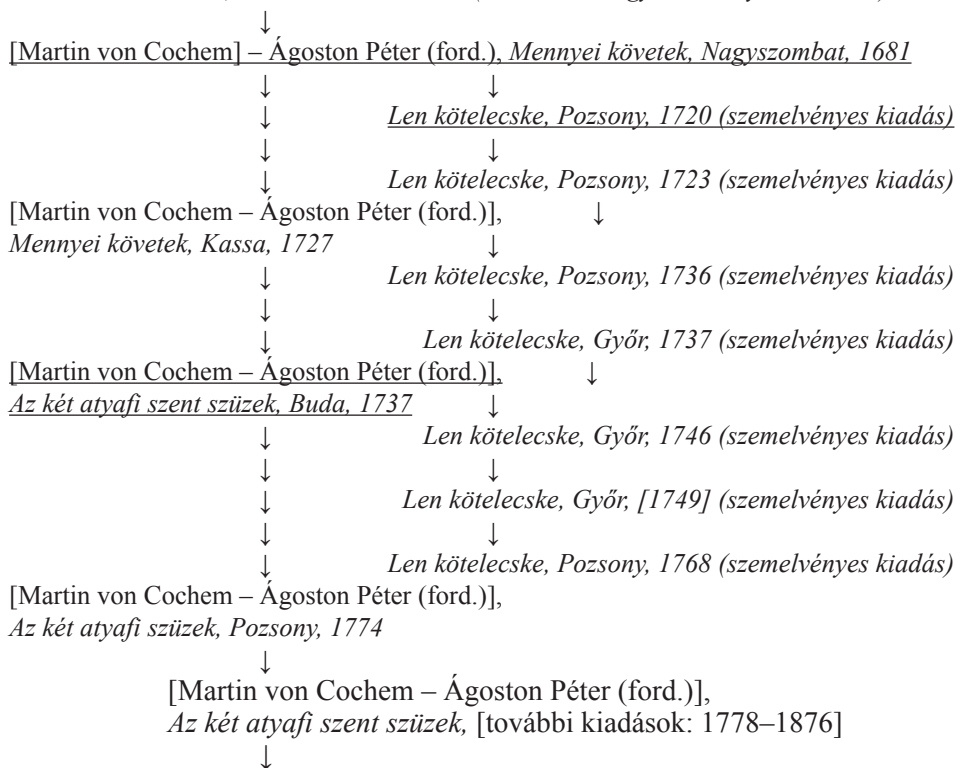 ↓
[Martin von Cochem] – Ágoston Péter (ford.), Mennyei követek, Nagyszombat, 1681
↓ ↓
↓ Len kötelecske, Pozsony, 1720 (szemelvényes kiadás)
↓ ↓
↓ Len kötelecske, Pozsony, 1723 (szemelvényes kiadás)
[Martin von Cochem – Ágoston Péter (ford.)], ↓
Mennyei követek, Kassa, 1727 ↓
↓ Len kötelecske, Pozsony, 1736 (szemelvényes kiadás)
↓ ↓
↓ Len kötelecske, Győr, 1737 (szemelvényes kiadás)
[Martin von Cochem – Ágoston Péter (ford.)], ↓
Az két atyafi szent szüzek, Buda, 1737 ↓
↓ Len kötelecske, Győr, 1746 (szemelvényes kiadás)
↓ ↓
↓ Len kötelecske, Győr, [1749] (szemelvényes kiadás)
↓ ↓
↓ Len kötelecske, Pozsony, 1768 (szemelvényes kiadás)
[Martin von Cochem – Ágoston Péter (ford.)],
Az két atyafi szüzek, Pozsony, 1774
↓
[Martin von Cochem – Ágoston Péter (ford.)],
Az két atyafi szent szüzek, [további kiadások: 1778–1876]
↓